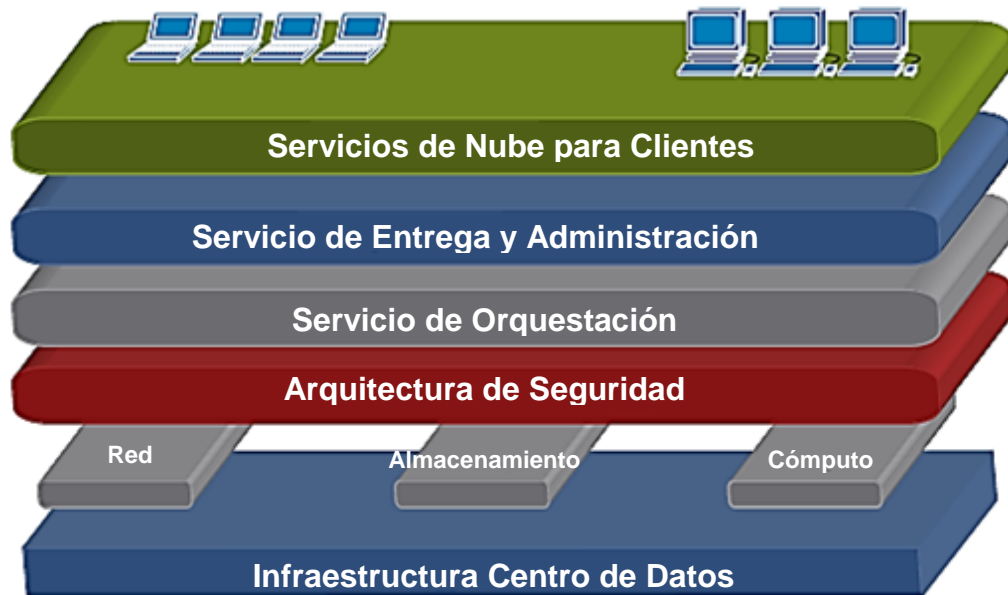 Servicios de Nube para Clientes
Servicio de Entrega y Administración
Servicio de Orquestación
Arquitectura de Seguridad
Red
Almacenamiento
Cómputo
Infraestructura Centro de Datos